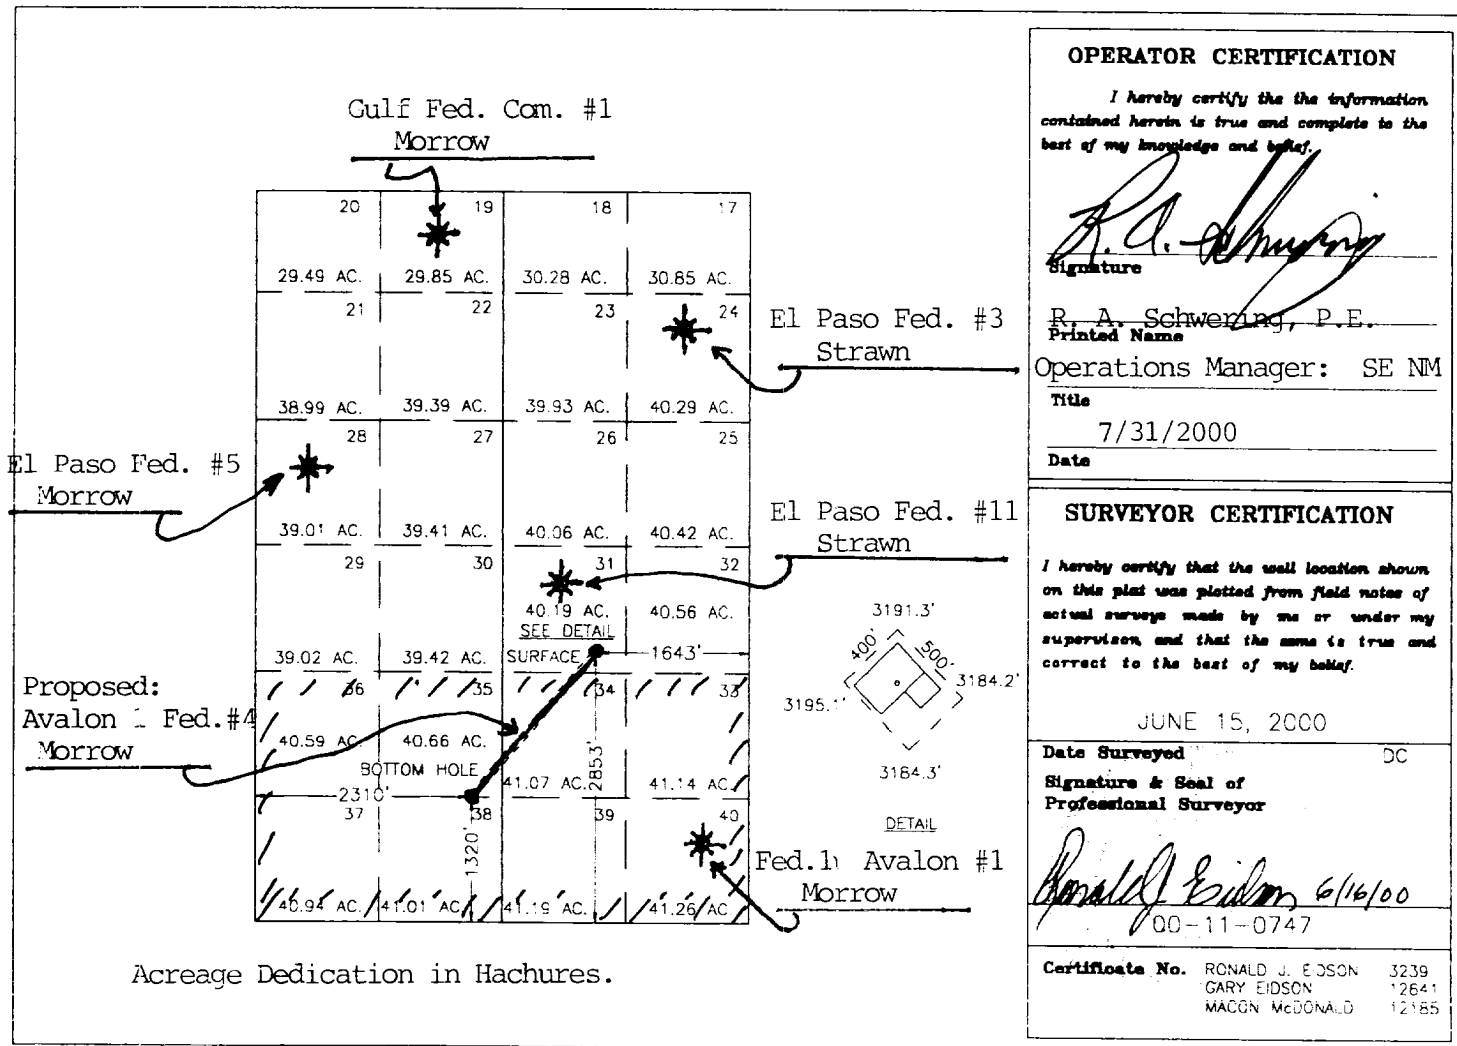 Gulf Fed. Com. #1
Morrow
20 19 18 17
29.49 AC. 29.85 AC. 30.28 AC. 30.85 AC.
21 22 23 24
El Paso Fed. #3
Strawn
38.99 AC. 39.39 AC. 39.93 AC. 40.29 AC.
28 27 26 25
El Paso Fed. #5
Morrow
39.01 AC. 39.41 AC. 40.06 AC. 40.42 AC.
El Paso Fed. #11
Strawn
29 30 31 32
40.19 AC. 40.56 AC.
SEE DETAIL
39.02 AC. 39.42 AC. SURFACE 1643'
36 35 34 33
Proposed:
Avalon 1 Fed.#4
Morrow
40.59 AC. 40.66 AC.
BOTTOM HOLE
41.07 AC. 2853' 41.14 AC.
2310'
37 38 39 40
1320'
Fed.1 Avalon #1
Morrow
40.94 AC. 41.01 AC. 41.19 AC. 41.26 AC.
3191.3'
400' 500'
3195.1' 3184.2'
3184.3'
DETAIL
Acreage Dedication in Hachures.
OPERATOR CERTIFICATION
I hereby certify the the information
contained herein is true and complete to the
best of my knowledge and belief.
R. A. Schwering
Signature
R. A. Schwering, P.E.
Printed Name
Operations Manager: SE NM
Title
7/31/2000
Date
SURVEYOR CERTIFICATION
I hereby certify that the well location shown
on this plat was plotted from field notes of
actual surveys made by me or under my
supervison, and that the same is true and
correct to the best of my belief.
JUNE 15, 2000
Date Surveyed DC
Signature & Seal of
Professional Surveyor
Ronald J. Eidson 6/16/00
00-11-0747
Certificate No. RONALD J. EIDSON 3239
GARY EIDSON 12641
MACON McDONALD 12185